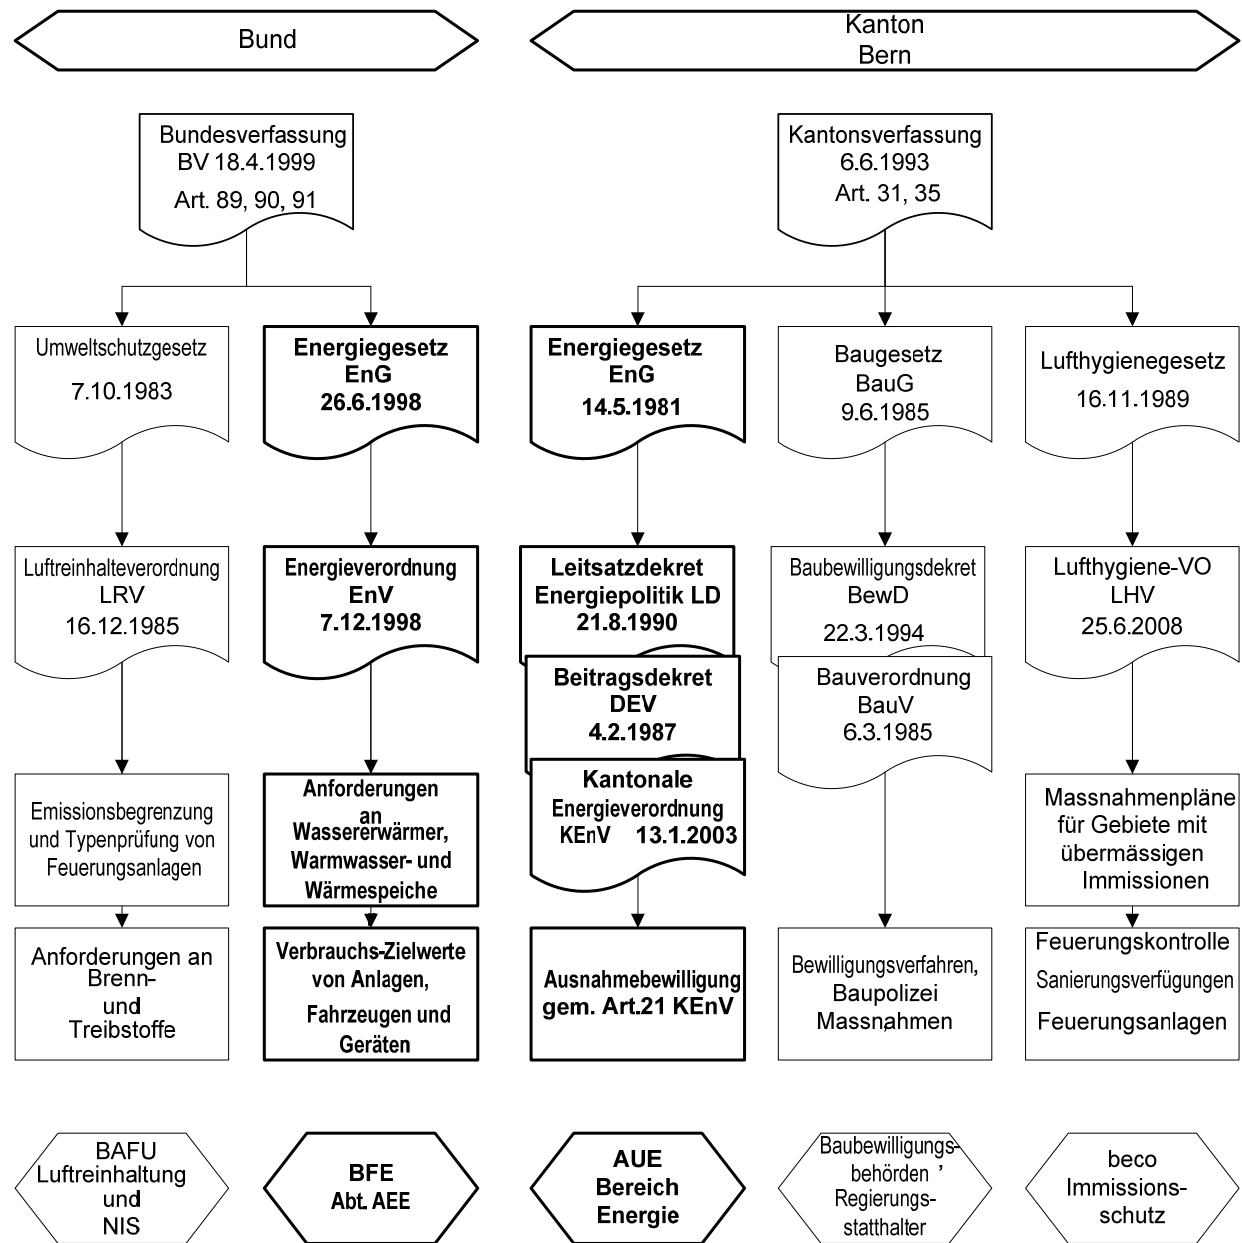 Bund
Kanton
Bern
Bundesverfassung
BV 18.4.1999
Art. 89, 90, 91
Kantonsverfassung
6.6.1993
Art. 31, 35
Umweltschutzgesetz
7.10.1983
Energiegesetz
EnG
26.6.1998
Energiegesetz
EnG
14.5.1981
Baugesetz
BauG
9.6.1985
Lufthygienegesetz
16.11.1989
Luftreinhalteverordnung
LRV
16.12.1985
Energieverordnung
EnV
7.12.1998
Leitsatzdekret
Energiepolitik LD
21.8.1990
Beitragsdekret
DEV
4.2.1987
Kantonale
Energieverordnung
KEnV 13.1.2003
Baubewilligungsdekret
BewD
22.3.1994
Bauverordnung
BauV
6.3.1985
Lufthygiene-VO
LHV
25.6.2008
Emissionsbegrenzung
und Typenprüfung von
Feuerungsanlagen
Anforderungen
an
Wassererwärmer,
Warmwasser- und
Wärmespeiche
Massnahmenpläne
für Gebiete mit
übermässigen
Immissionen
Anforderungen an
Brenn-
und
Treibstoffe
Verbrauchs-Zielwerte
von Anlagen,
Fahrzeugen und
Geräten
Ausnahmebewilligung
gem. Art.21 KEnV
Bewilligungsverfahren,
Baupolizei
Massnahmen
Feuerungskontrolle
Sanierungsverfügungen
Feuerungsanlagen
BAFU
Luftreinhaltung
und
NIS
BFE
Abt. AEE
AUE
Bereich
Energie
Baubewilligungs-
behörden ,
Regierungs-
statthalter
beco
Immissions-
schutz